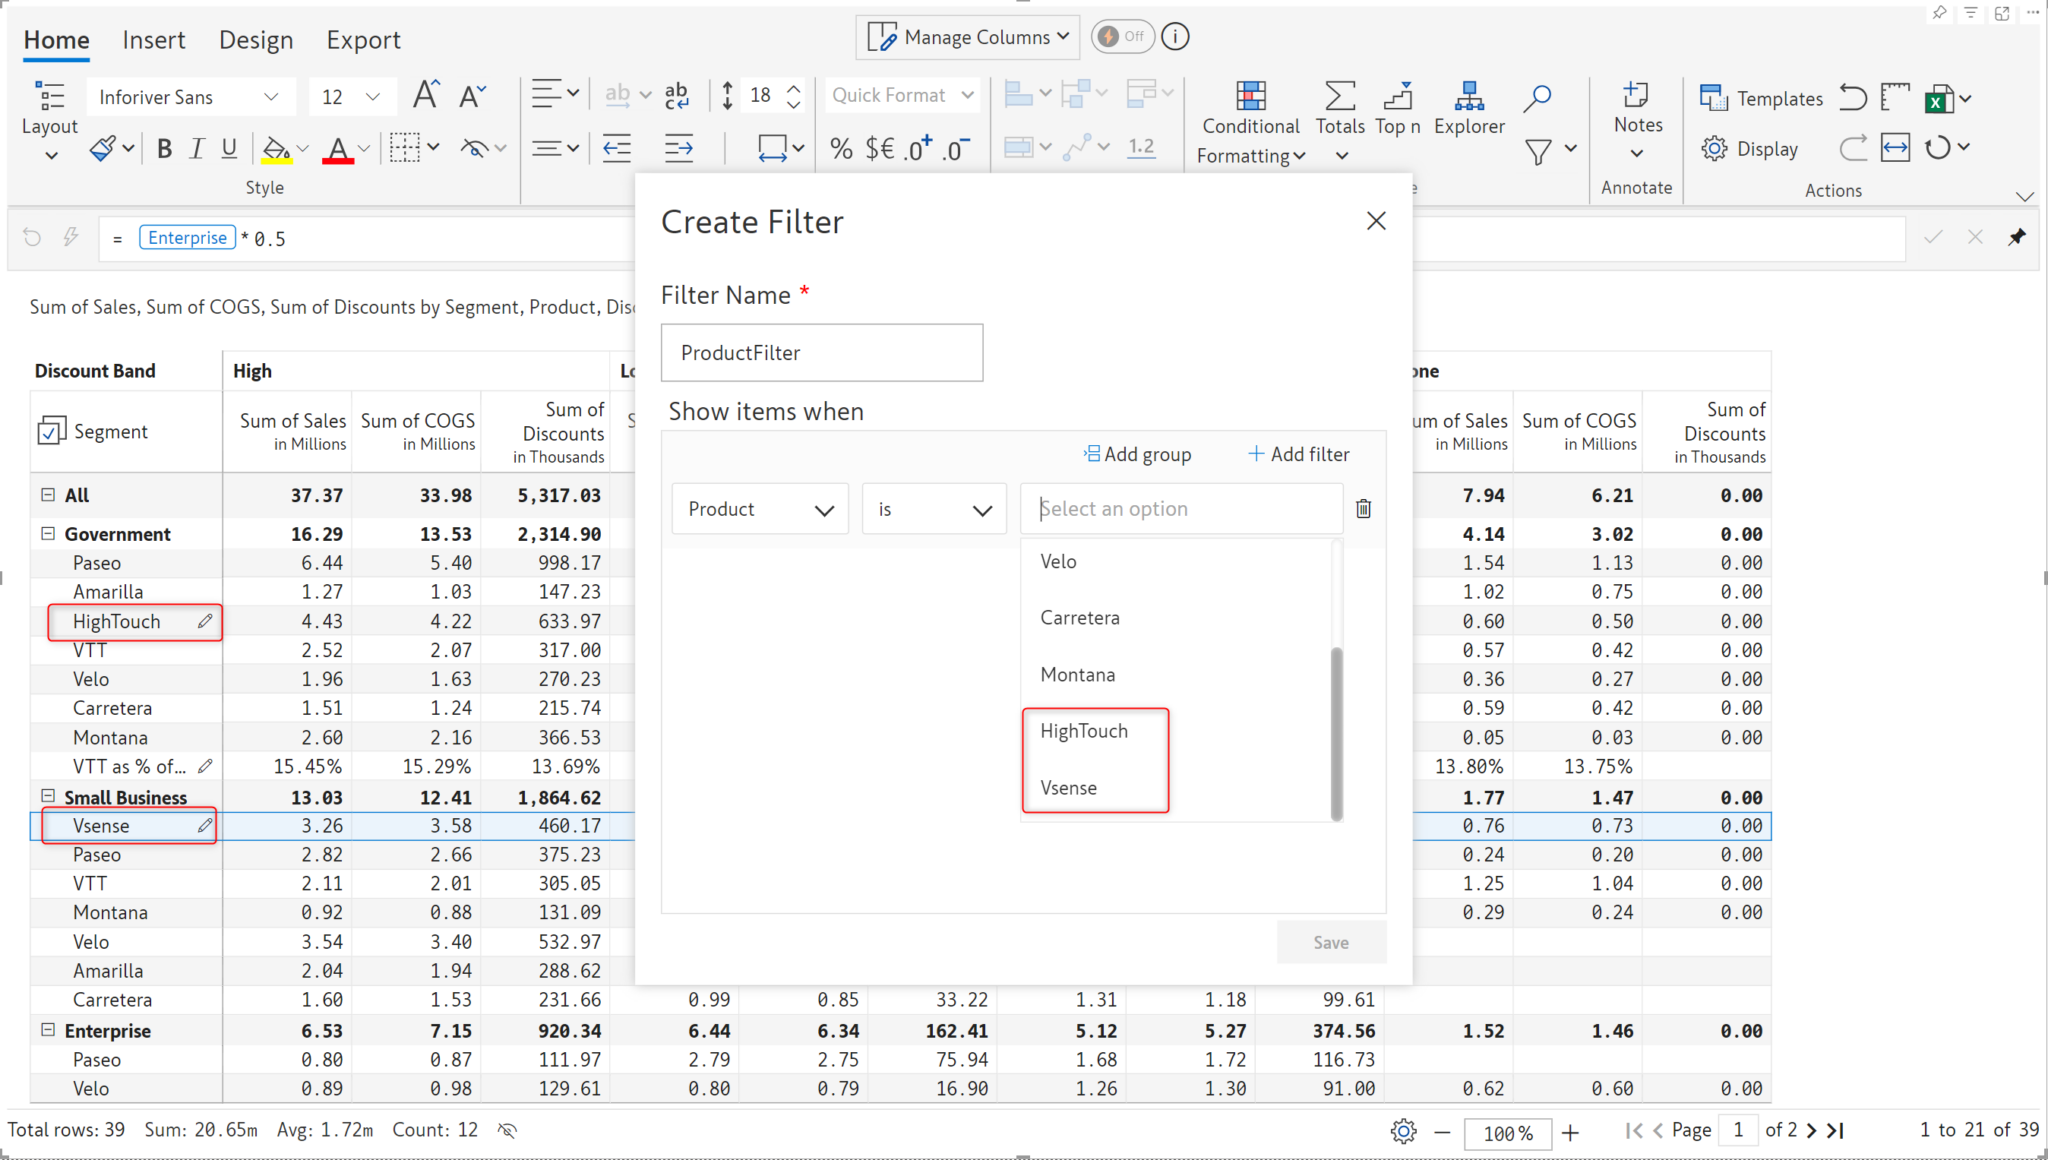 Home Insert Design Export Manage Columns Off i
Layout Inforiver Sans 12 ab ab 18 Quick Format Conditional Formatting Totals Top n Explorer Notes Templates
B I U A % $€ .0+ .0- 1.2 Display
Style Annotate Actions
= Enterprise * 0.5
Create Filter
Filter Name *
ProductFilter
Show items when
Add group + Add filter
Product is Select an option
Velo
Carretera
Montana
HighTouch
Vsense
Save
Sum of Sales, Sum of COGS, Sum of Discounts by Segment, Product,
Discount Band High
Segment Sum of Sales in Millions Sum of COGS in Millions Sum of Discounts in Thousands Sum of COGS in Millions Sum of Discounts in Thousands
All 37.37 33.98 5,317.03 7.94 6.21 0.00
Government 16.29 13.53 2,314.90 4.14 3.02 0.00
Paseo 6.44 5.40 998.17 1.54 1.13 0.00
Amarilla 1.27 1.03 147.23 1.02 0.75 0.00
HighTouch 4.43 4.22 633.97 0.60 0.50 0.00
VTT 2.52 2.07 317.00 0.57 0.42 0.00
Velo 1.96 1.63 270.23 0.36 0.27 0.00
Carretera 1.51 1.24 215.74 0.59 0.42 0.00
Montana 2.60 2.16 366.53 0.05 0.03 0.00
VTT as % of... 15.45% 15.29% 13.69% 13.80% 13.75%
Small Business 13.03 12.41 1,864.62 1.77 1.47 0.00
Vsense 3.26 3.58 460.17 0.76 0.73 0.00
Paseo 2.82 2.66 375.23 0.24 0.20 0.00
VTT 2.11 2.01 305.05 1.25 1.04 0.00
Montana 0.92 0.88 131.09 0.29 0.24 0.00
Velo 3.54 3.40 532.97
Amarilla 2.04 1.94 288.62
Carretera 1.60 1.53 231.66 0.99 0.85 33.22 1.31 1.18 99.61
Enterprise 6.53 7.15 920.34 6.44 6.34 162.41 5.12 5.27 374.56 1.52 1.46 0.00
Paseo 0.80 0.87 111.97 2.79 2.75 75.94 1.68 1.72 116.73
Velo 0.89 0.98 129.61 0.80 0.79 16.90 1.26 1.30 91.00 0.62 0.60 0.00
Total rows: 39 Sum: 20.65m Avg: 1.72m Count: 12 100% Page 1 of 2 1 to 21 of 39